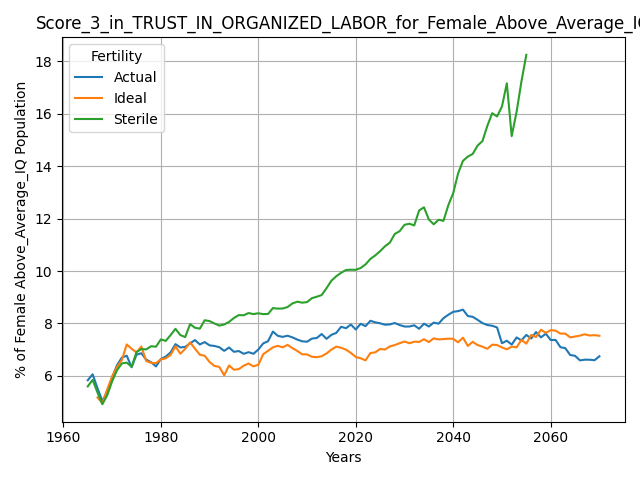 Score_3_in_TRUST_IN_ORGANIZED_LABOR_for_Female_Above_Average_IQ
Fertility
Actual
Ideal
Sterile
% of Female Above_Average_IQ Population
18
16
14
12
10
8
6
1960 1980 2000 2020 2040 2060
Years